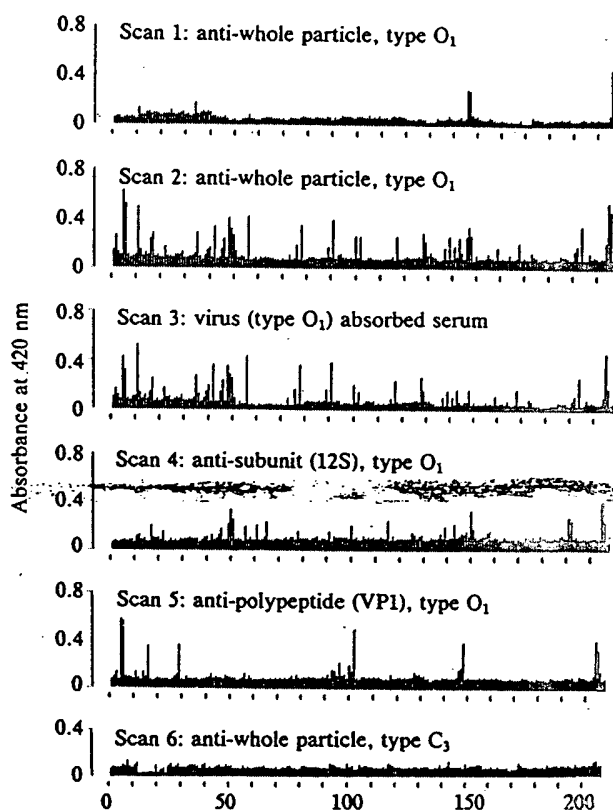 Scan 1: anti-whole particle, type O₁
0.8
0.4
0
Scan 2: anti-whole particle, type O₁
0.8
0.4
0
Scan 3: virus (type O₁) absorbed serum
0.8
0.4
0
Absorbance at 420 nm
Scan 4: anti-subunit (12S), type O₁
0.8
0.4
0
Scan 5: anti-polypeptide (VP1), type O₁
0.8
0.4
0
Scan 6: anti-whole particle, type C₃
0.4
0
0 50 100 150 200